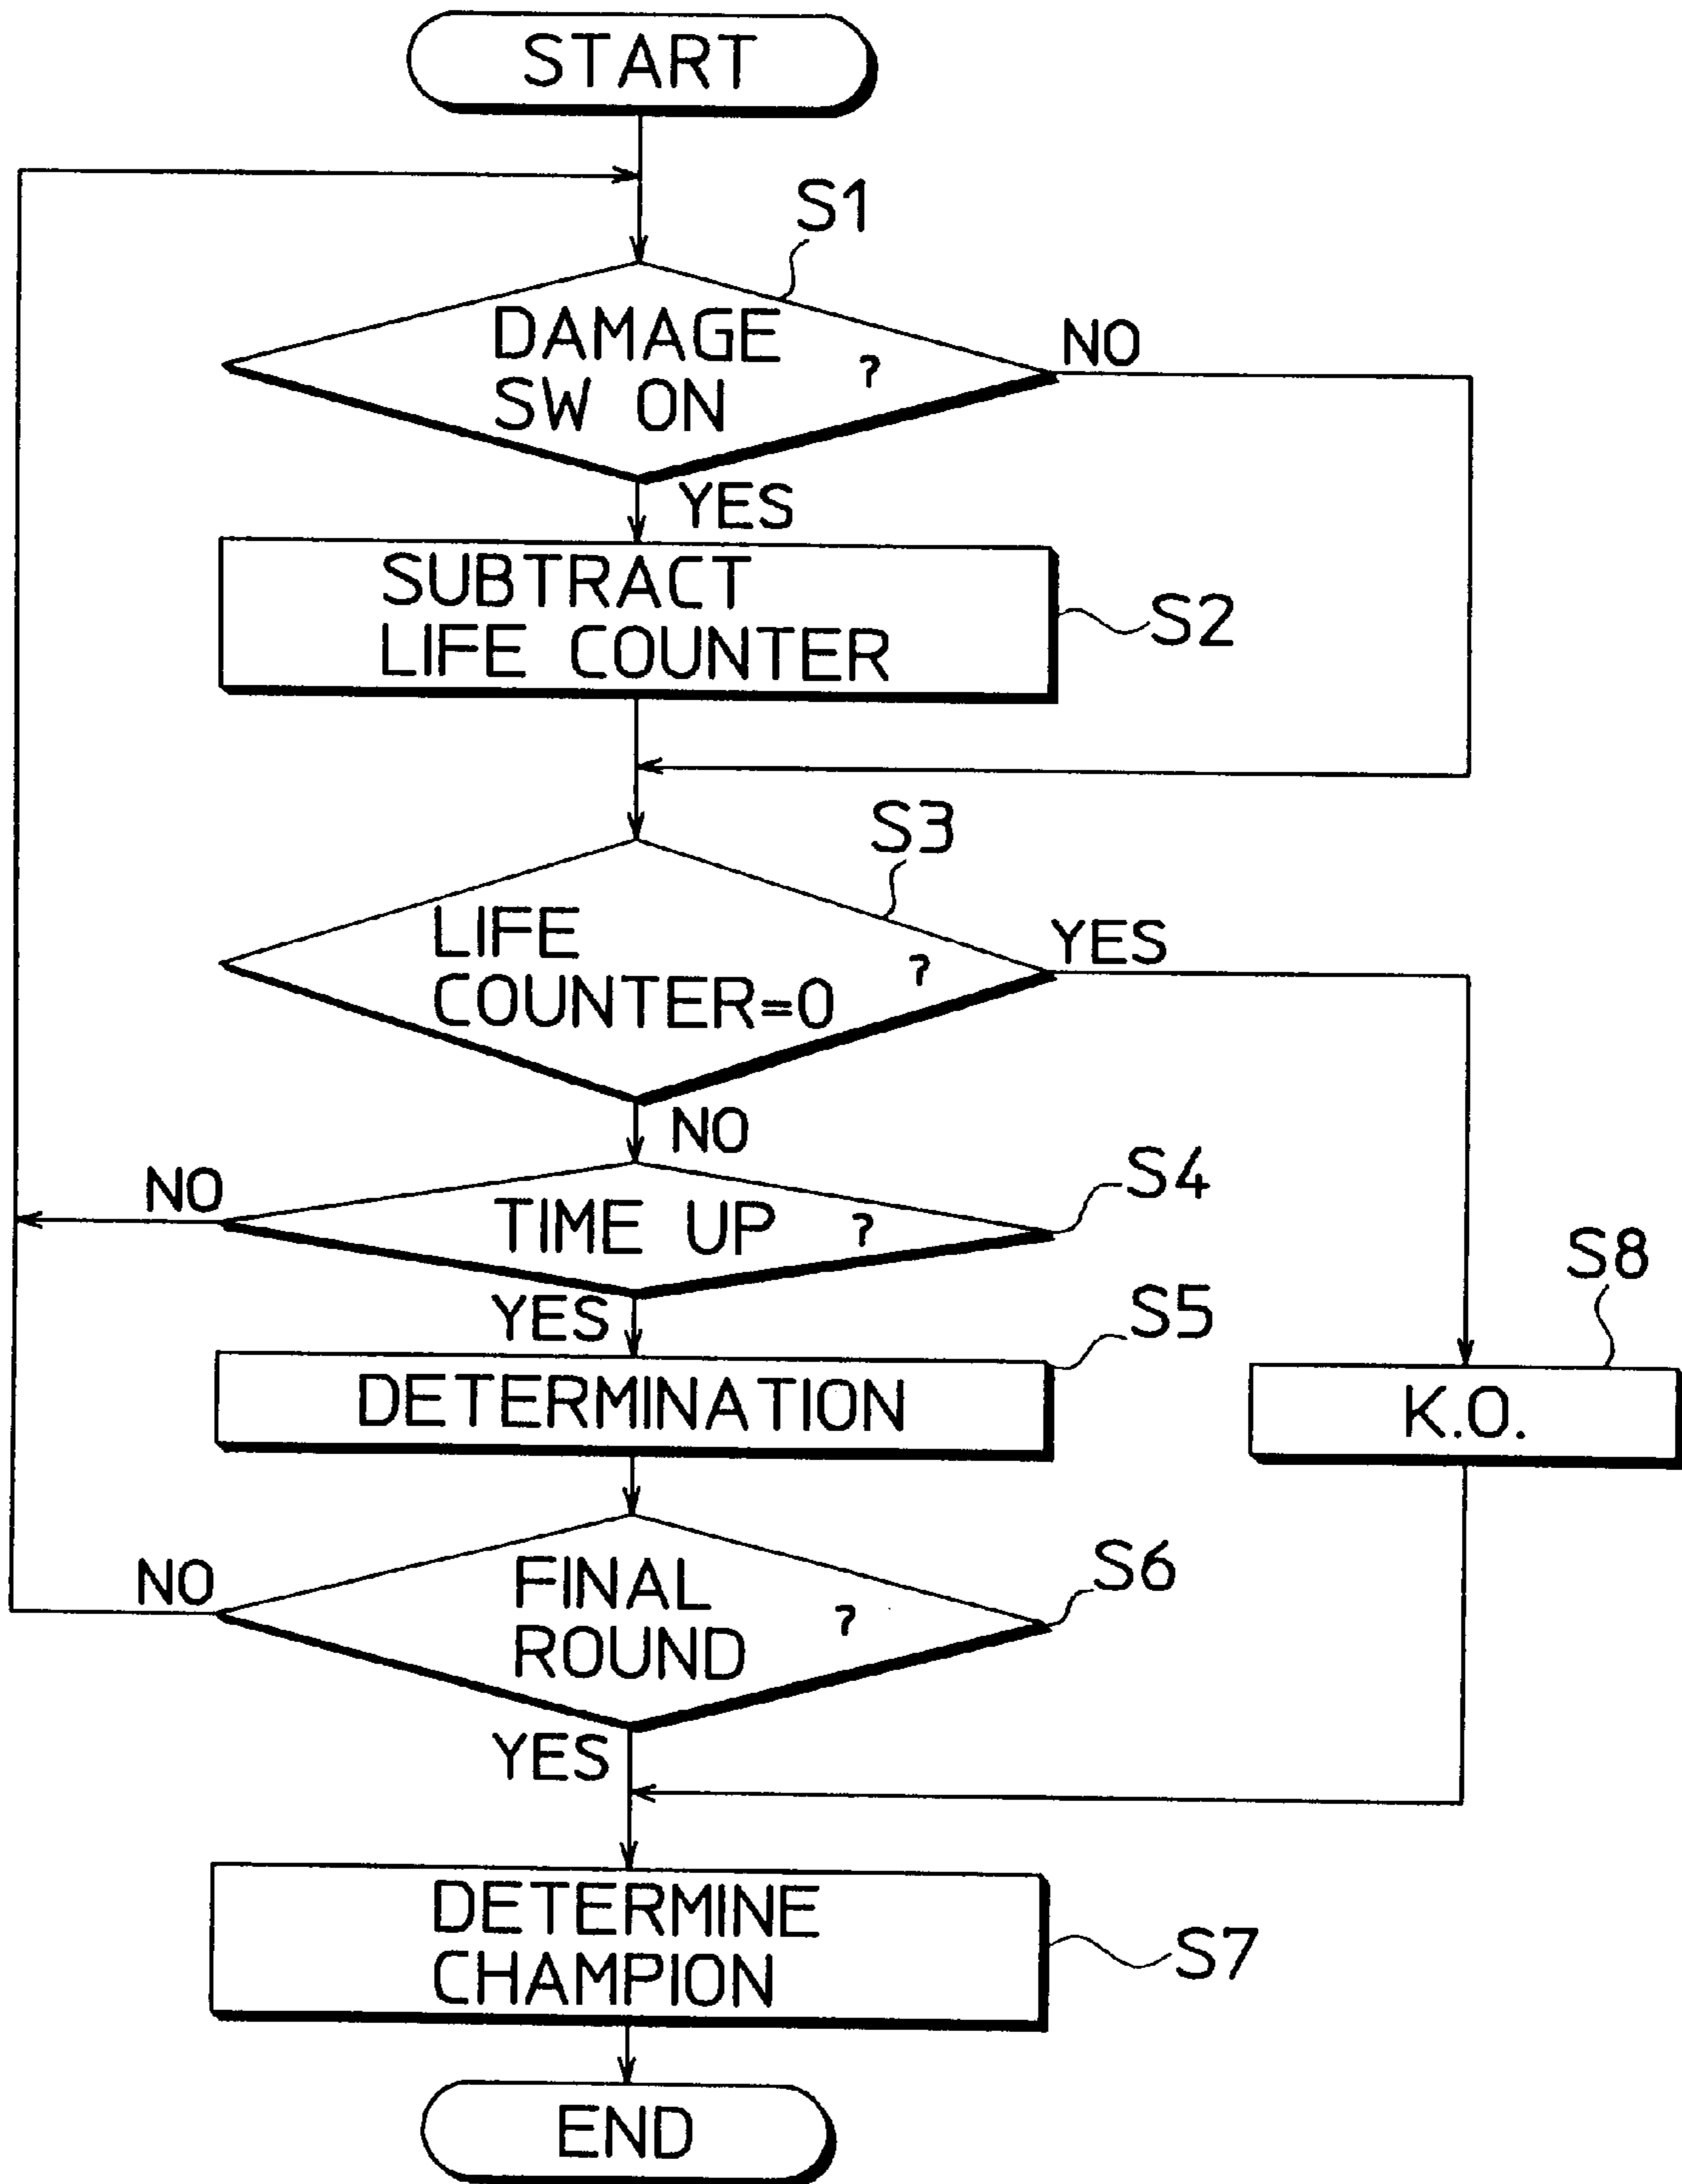 START
S1
DAMAGE
SW ON ?
NO
YES
SUBTRACT
LIFE COUNTER
S2
S3
LIFE
COUNTER=0 ?
YES
NO
S4
NO
TIME UP ?
YES
S5
S8
DETERMINATION
K.O.
S6
NO
FINAL
ROUND ?
YES
DETERMINE
CHAMPION
S7
END